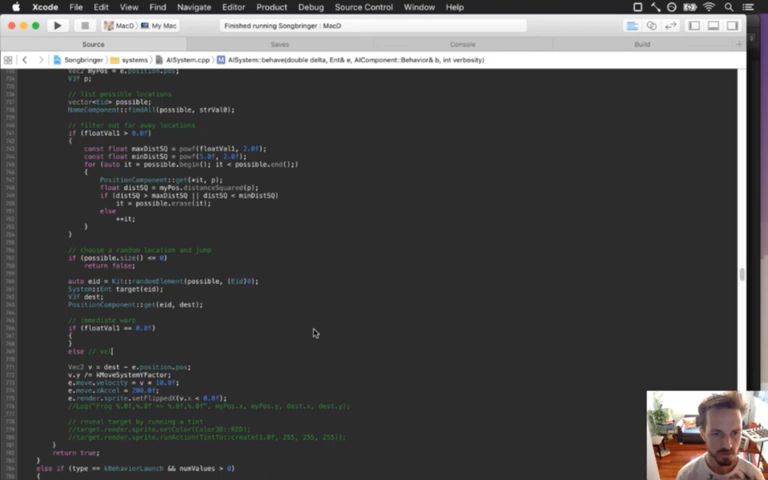 Xcode File Edit View Find Navigate Editor Product Debug Source Control Window Help
MacD My Mac
Finished running Songbringer : MacD
Source Saves Console Build
Songbringer systems AISystem.cpp AISystem::behave(double delta, Ent& e, AIComponent::Behavior& b, int verbosity)
Vec2 myPos = e.position.pos;
V3f p;
// list possible locations
vector<Eid> possible;
NameComponent::findAll(possible, strVal0);
// filter out far away locations
if (floatVal1 > 0.0f)
{
const float maxDistSQ = powf(floatVal1, 2.0f);
const float minDistSQ = powf(5.0f, 2.0f);
for (auto it = possible.begin(); it < possible.end();)
{
PositionComponent::get(*it, p);
float distSQ = myPos.distanceSquared(p);
if (distSQ > maxDistSQ || distSQ < minDistSQ)
it = possible.erase(it);
else
++it;
}
}
// choose a random location and jump
if (possible.size() <= 0)
return false;
auto eid = Kit::randomElement(possible, (Eid)0);
System::Ent target(eid);
V3f dest;
PositionComponent::get(eid, dest);
// immediate warp
if (floatVal1 == 0.0f)
{
}
else // vel
Vec2 v = dest - e.position.pos;
v.y /= kMoveSystemYFactor;
e.move.velocity = v * 10.0f;
e.move.zAccel = 200.0f;
e.render.sprite.setFlippedX(v.x < 0.0f);
//Log("Frog %.0f,%.0f => %.0f,%.0f", myPos.x, myPos.y, dest.x, dest.y);
// reveal target by running a tint
//target.render.sprite.setColor(Color3B::RED);
//target.render.sprite.runAction(TintTo::create(1.0f, 255, 255, 255));
}
return true;
}
else if (type == kBehaviorLaunch && numValues > 0)
{